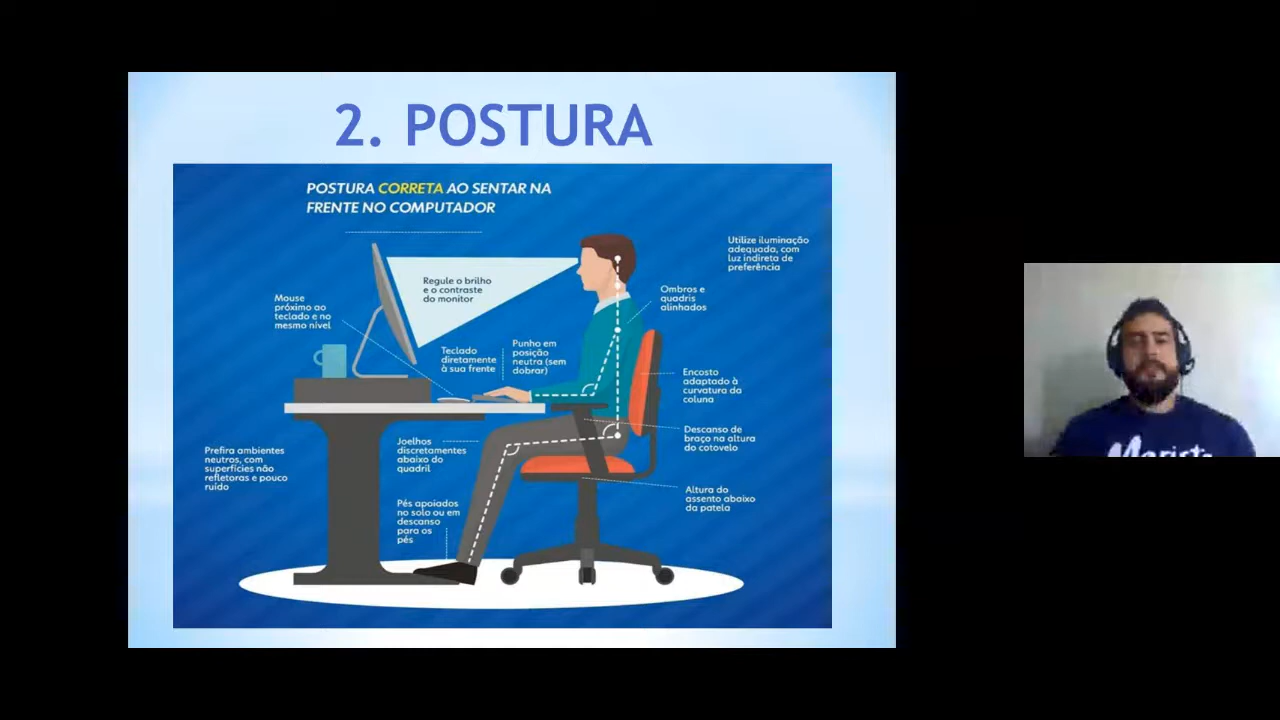 2. POSTURA
POSTURA CORRETA AO SENTAR NA
FRENTE NO COMPUTADOR
Utilize iluminação
adequada, com
luz indireta de
preferência
Regule o brilho
e o contraste
do monitor
Ombros e
quadris
alinhados
Mouse
próximo ao
teclado e no
mesmo nível
Teclado
diretamente
à sua frente
Punho em
posição
neutra (sem
dobrar)
Encosto
adaptado à
curvatura da
coluna
Descanso de
braço na altura
do cotovelo
Joelhos
discretamentes
abaixo do
quadril
Prefira ambientes
neutros, com
superfícies não
refletoras e pouco
ruído
Altura do
assento abaixo
da patela
Pés apoiados
no solo ou em
descanso
para os
pés